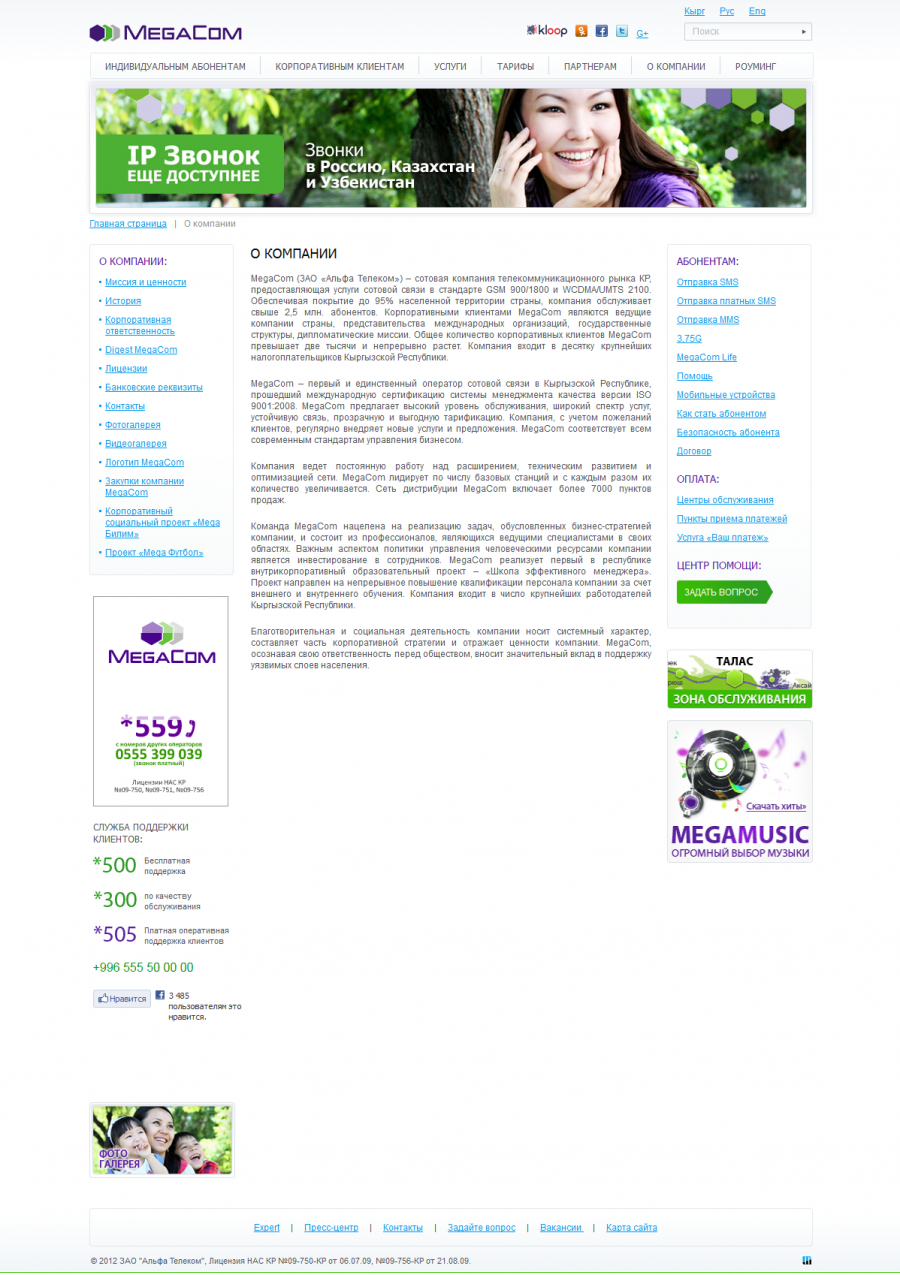 Кырг Рус Eng
MEGACOM
kloop G+ Поиск
ИНДИВИДУАЛЬНЫМ АБОНЕНТАМ КОРПОРАТИВНЫМ КЛИЕНТАМ УСЛУГИ ТАРИФЫ ПАРТНЕРАМ О КОМПАНИИ РОУМИНГ
IP Звонок
ЕЩЕ ДОСТУПНЕЕ
Звонки
в Россию, Казахстан
и Узбекистан
Главная страница | О компании
О КОМПАНИИ:
• Миссия и ценности
• История
• Корпоративная
ответственность
• Digest MegaCom
• Лицензии
• Банковские реквизиты
• Контакты
• Фотогалерея
• Видеогалерея
• Логотип MegaCom
• Закупки компании
MegaCom
• Корпоративный
социальный проект «Мега
Билим»
• Проект «Мега Футбол»
MEGACOM
*559
с номеров других операторов
0555 399 039
(звонок платный)
Лицензии НАС КР
№09-750, №09-751, №09-756
СЛУЖБА ПОДДЕРЖКИ
КЛИЕНТОВ:
*500 Бесплатная
поддержка
*300 по качеству
обслуживания
*505 Платная оперативная
поддержка клиентов
+996 555 50 00 00
Нравится 3 485
пользователям это
нравится.
ФОТО
ГАЛЕРЕЯ
О КОМПАНИИ
MegaCom (ЗАО «Альфа Телеком») – сотовая компания телекоммуникационного рынка КР,
предоставляющая услуги сотовой связи в стандарте GSM 900/1800 и WCDMA/UMTS 2100.
Обеспечивая покрытие до 95% населенной территории страны, компания обслуживает
свыше 2,5 млн. абонентов. Корпоративными клиентами MegaCom являются ведущие
компании страны, представительства международных организаций, государственные
структуры, дипломатические миссии. Общее количество корпоративных клиентов MegaCom
превышает две тысячи и непрерывно растет. Компания входит в десятку крупнейших
налогоплательщиков Кыргызской Республики.
MegaCom – первый и единственный оператор сотовой связи в Кыргызской Республике,
прошедший международную сертификацию системы менеджмента качества версии ISO
9001:2008. MegaCom предлагает высокий уровень обслуживания, широкий спектр услуг,
устойчивую связь, прозрачную и выгодную тарификацию. Компания, с учетом пожеланий
клиентов, регулярно внедряет новые услуги и предложения. MegaCom соответствует всем
современным стандартам управления бизнесом.
Компания ведет постоянную работу над расширением, техническим развитием и
оптимизацией сети. MegaCom лидирует по числу базовых станций и с каждым разом их
количество увеличивается. Сеть дистрибуции MegaCom включает более 7000 пунктов
продаж.
Команда MegaCom нацелена на реализацию задач, обусловленных бизнес-стратегией
компании, и состоит из профессионалов, являющихся ведущими специалистами в своих
областях. Важным аспектом политики управления человеческими ресурсами компании
является инвестирование в сотрудников. MegaCom реализует первый в республике
внутрикорпоративный образовательный проект – «Школа эффективного менеджера».
Проект направлен на непрерывное повышение квалификации персонала компании за счет
внешнего и внутреннего обучения. Компания входит в число крупнейших работодателей
Кыргызской Республики.
Благотворительная и социальная деятельность компании носит системный характер,
составляет часть корпоративной стратегии и отражает ценности компании. MegaCom,
осознавая свою ответственность перед обществом, вносит значительный вклад в поддержку
уязвимых слоев населения.
АБОНЕНТАМ:
Отправка SMS
Отправка платных SMS
Отправка MMS
3,75G
MegaCom Life
Помощь
Мобильные устройства
Как стать абонентом
Безопасность абонента
Договор
ОПЛАТА:
Центры обслуживания
Пункты приема платежей
Услуга «Ваш платеж»
ЦЕНТР ПОМОЩИ:
ЗАДАТЬ ВОПРОС
ТАЛАС
Аксай
ЗОНА ОБСЛУЖИВАНИЯ
Скачать хиты»
MEGAMUSIC
ОГРОМНЫЙ ВЫБОР МУЗЫКИ
Expert | Пресс-центр | Контакты | Задайте вопрос | Вакансии | Карта сайта
© 2012 ЗАО "Альфа Телеком", Лицензия НАС КР №09-750-КР от 06.07.09, №09-756-КР от 21.08.09.